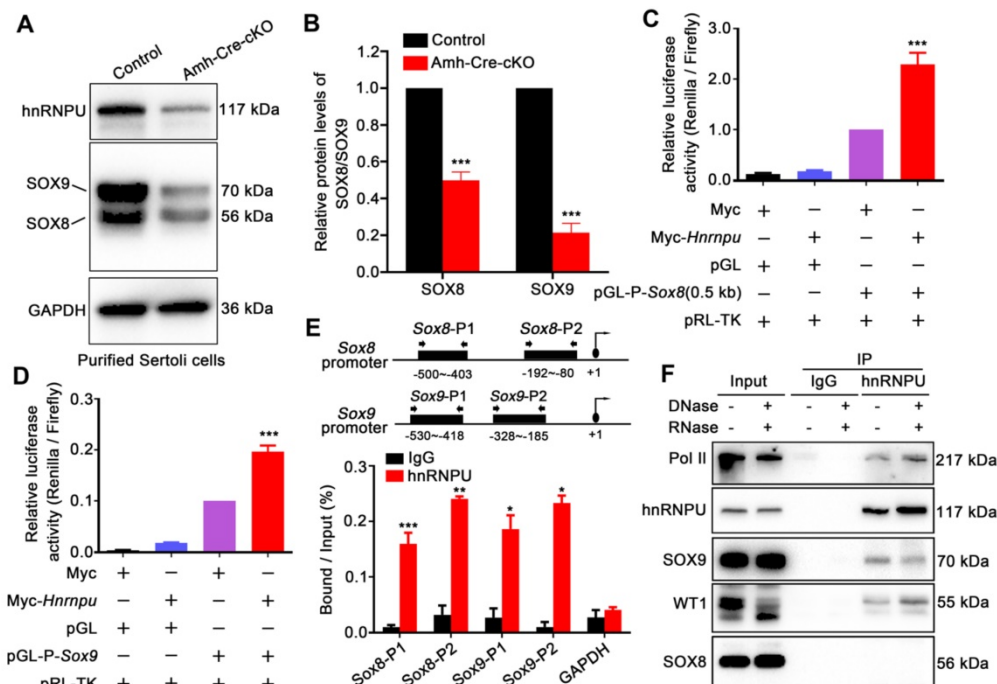 A
Control
Amh-Cre-cKO
hnRNPU
117 kDa
SOX9
70 kDa
SOX8
56 kDa
GAPDH
36 kDa
Purified Sertoli cells
B
Control
Amh-Cre-cKO
Relative protein levels of
SOX8/SOX9
1.2
1.0
0.8
0.6
0.4
0.2
0.0
***
***
SOX8
SOX9
C
Relative luciferase
activity (Renilla / Firefly)
3.0
2.0
1.0
0.0
***
Myc + − + −
Myc-Hnrnpu − + − +
pGL + + − −
pGL-P-Sox8(0.5 kb) − − + +
pRL-TK + + + +
D
Relative luciferase
activity (Renilla / Firefly)
0.3
0.2
0.1
0.0
***
Myc + − + −
Myc-Hnrnpu − + − +
pGL + + − −
pGL-P-Sox9 − − + +
pRL-TK + + + +
E
Sox8-P1
Sox8-P2
Sox8
promoter
-500~-403
-192~-80
+1
Sox9-P1
Sox9-P2
Sox9
promoter
-530~-418
-328~-185
+1
IgG
hnRNPU
Bound / Input (%)
0.3
0.2
0.1
0.0
***
**
*
*
Sox8-P1
Sox8-P2
Sox9-P1
Sox9-P2
GAPDH
F
IP
Input IgG hnRNPU
DNase - + - + - +
RNase - + - + - +
Pol II
217 kDa
hnRNPU
117 kDa
SOX9
70 kDa
WT1
55 kDa
SOX8
56 kDa